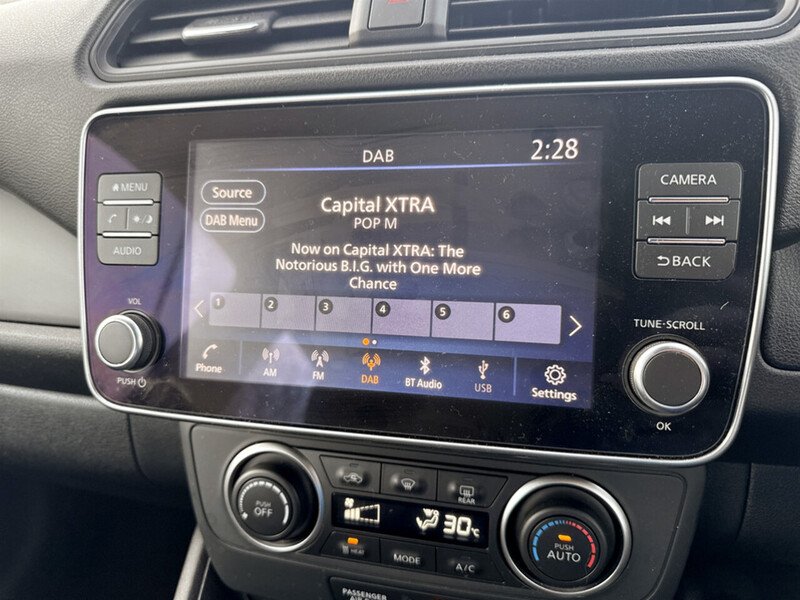 DAB
2:28
Source
DAB Menu
Capital XTRA
POP M
Now on Capital XTRA: The
Notorious B.I.G. with One More
Chance
1 2 3 4 5 6
Phone AM FM DAB BT Audio USB Settings
MENU
AUDIO
VOL
PUSH
CAMERA
BACK
TUNE·SCROLL
OK
PUSH
OFF
REAR
30°C
HEAT
MODE
A/C
PUSH
AUTO
PASSENGER